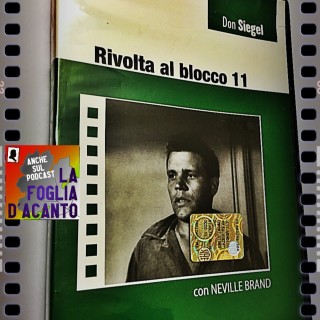 Don Siegel
Rivolta al blocco 11
ANCHE
SUL
PODCAST
LA
FOGLIA
D'ACANTO
con NEVILLE BRAND